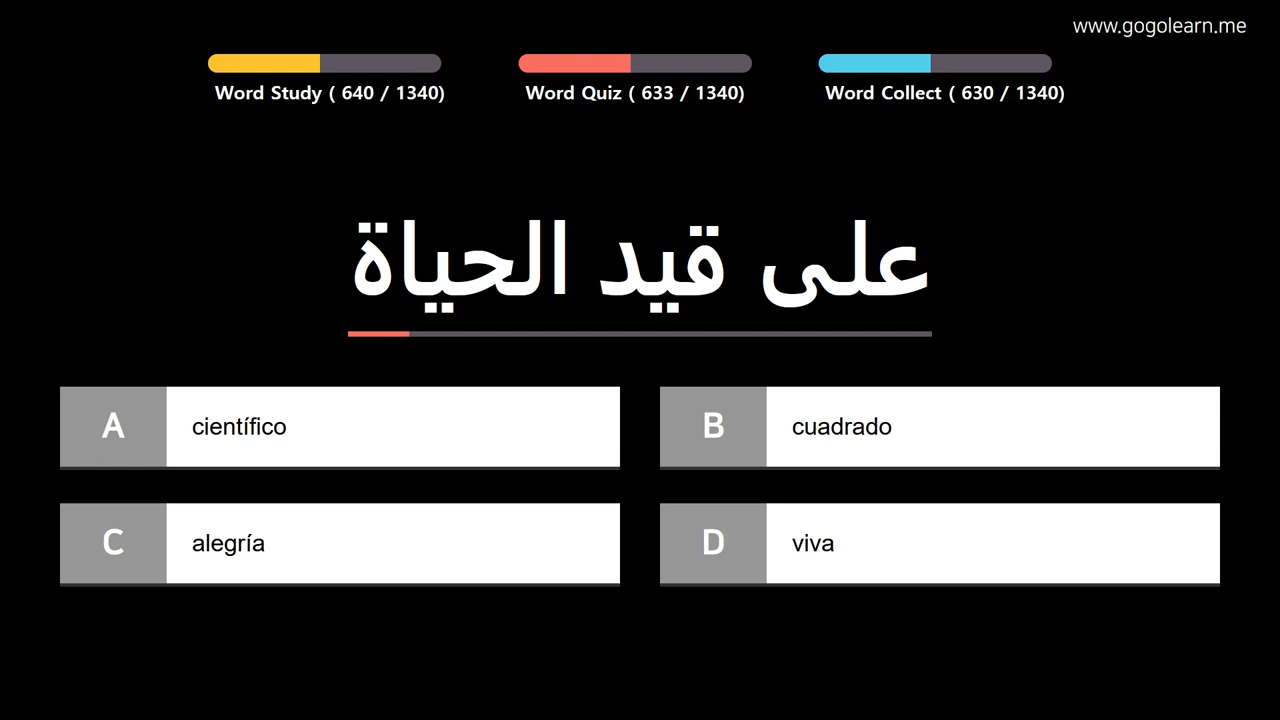 www.gogolearn.me
Word Study ( 640 / 1340)
Word Quiz ( 633 / 1340)
Word Collect ( 630 / 1340)
على قيد الحياة
A
científico
B
cuadrado
C
alegría
D
viva